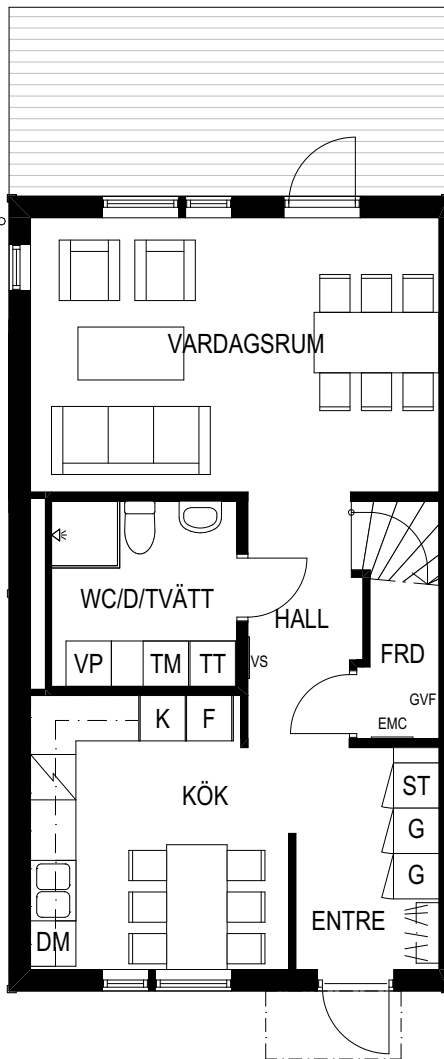 VARDAGSRUM
WC/D/TVÄTT
HALL
FRD
VP
TM
TT
VS
GVF
EMC
K
F
KÖK
ST
G
G
ENTRE
DM